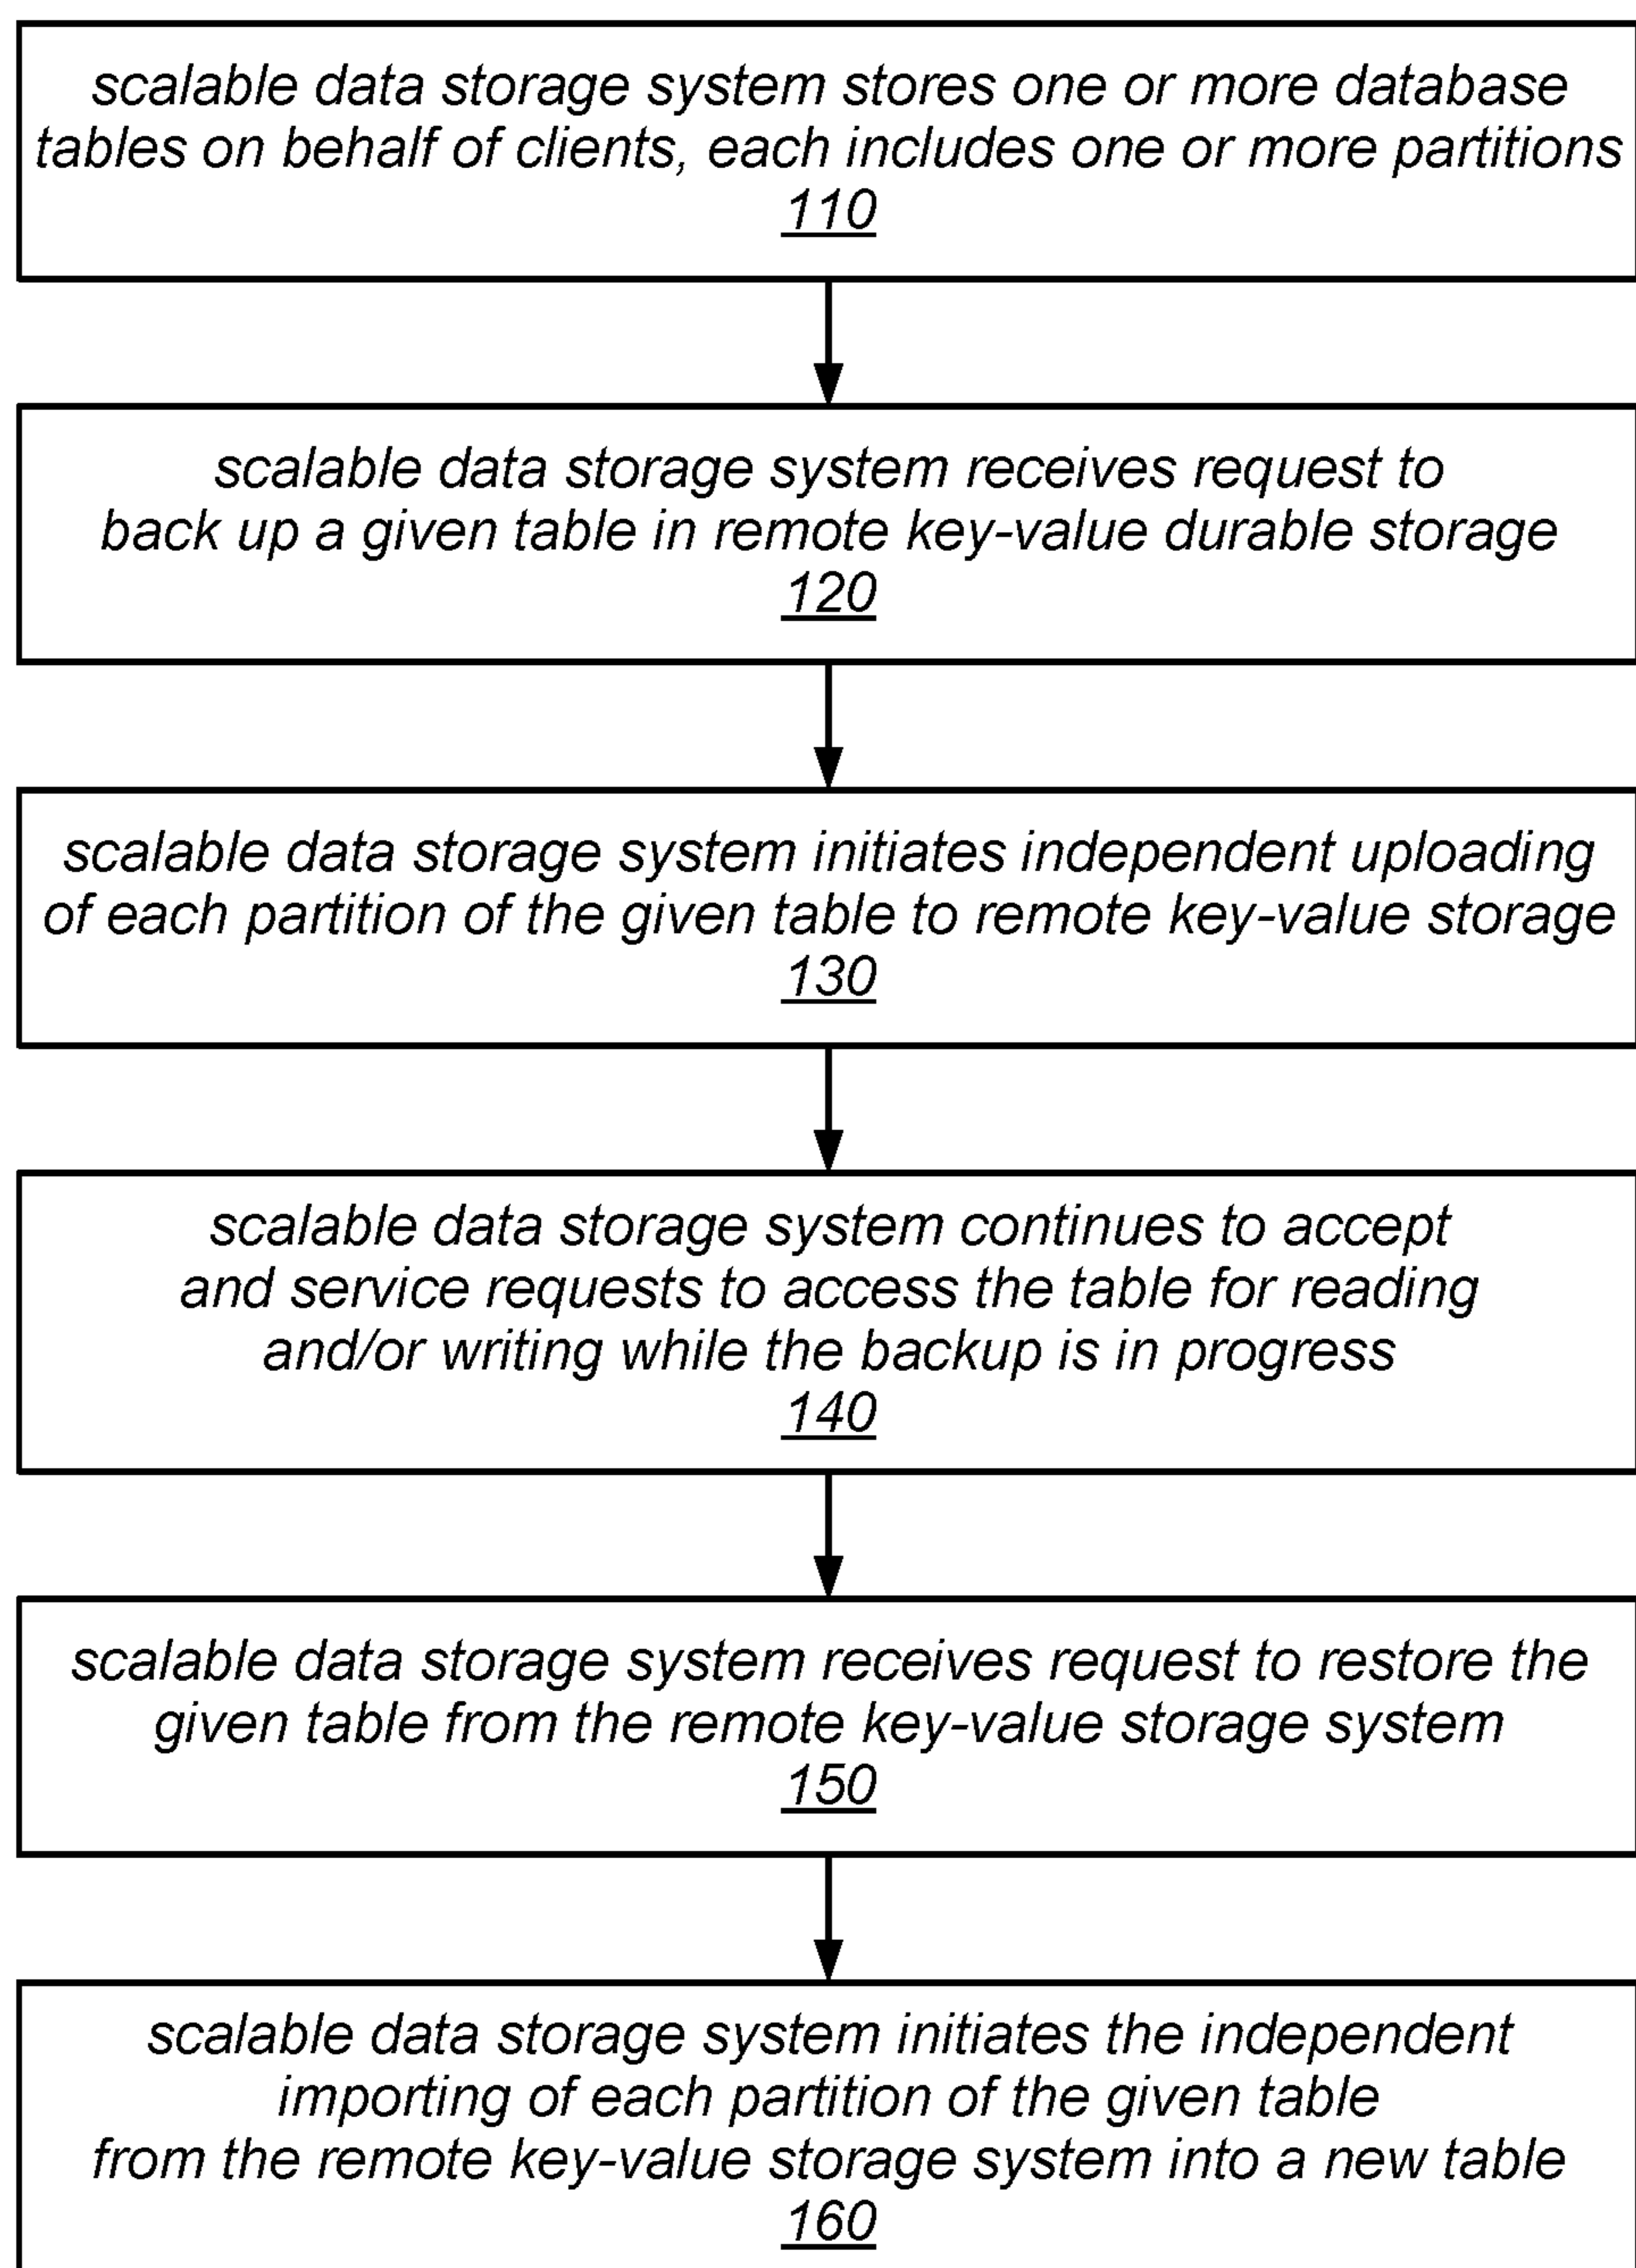 scalable data storage system stores one or more database
tables on behalf of clients, each includes one or more partitions
110
scalable data storage system receives request to
back up a given table in remote key-value durable storage
120
scalable data storage system initiates independent uploading
of each partition of the given table to remote key-value storage
130
scalable data storage system continues to accept
and service requests to access the table for reading
and/or writing while the backup is in progress
140
scalable data storage system receives request to restore the
given table from the remote key-value storage system
150
scalable data storage system initiates the independent
importing of each partition of the given table
from the remote key-value storage system into a new table
160